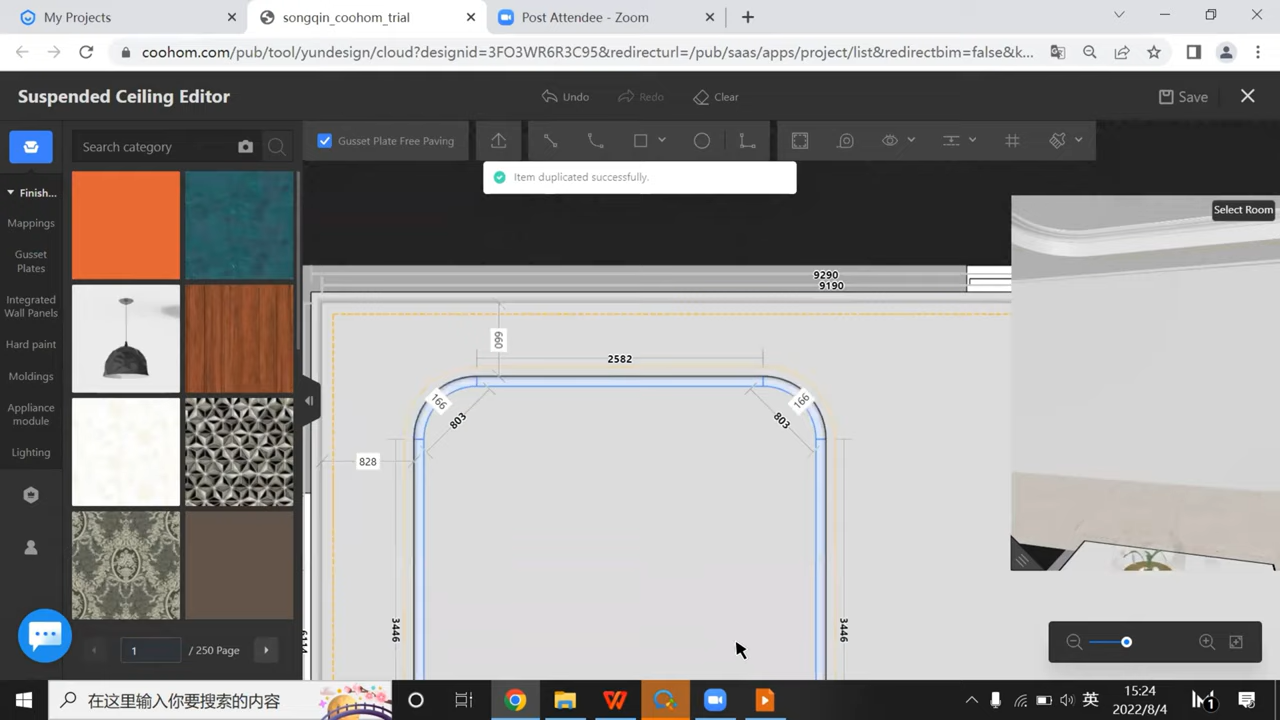 My Projects
songqin_coohom_trial
Post Attendee - Zoom
coohom.com/pub/tool/yundesign/cloud?designid=3FO3WR6R3C95&redirecturl=/pub/saas/apps/project/list&redirectbim=false&k...
Suspended Ceiling Editor
Undo
Redo
Clear
Save
Search category
Gusset Plate Free Paving
Item duplicated successfully.
Finish...
Mappings
Gusset
Plates
Integrated
Wall Panels
Hard paint
Moldings
Appliance
module
Lighting
Select Room
9290
9190
660
2582
166
166
803
803
828
3446
3446
1
/ 250 Page
在这里输入你要搜索的内容
英
15:24
2022/8/4
1